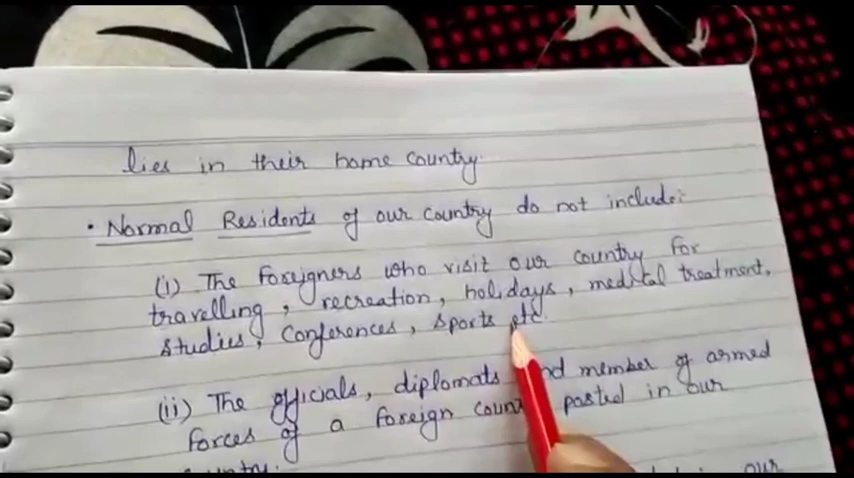 lies in their home country.
• Normal Residents of our country do not include:
(i) The Foreigners who visit our country for
travelling, recreation, holidays, medical treatment,
studies, conferences, sports etc.
(ii) The officials, diplomats and member of armed
forces of a foreign country posted in our
country.
our